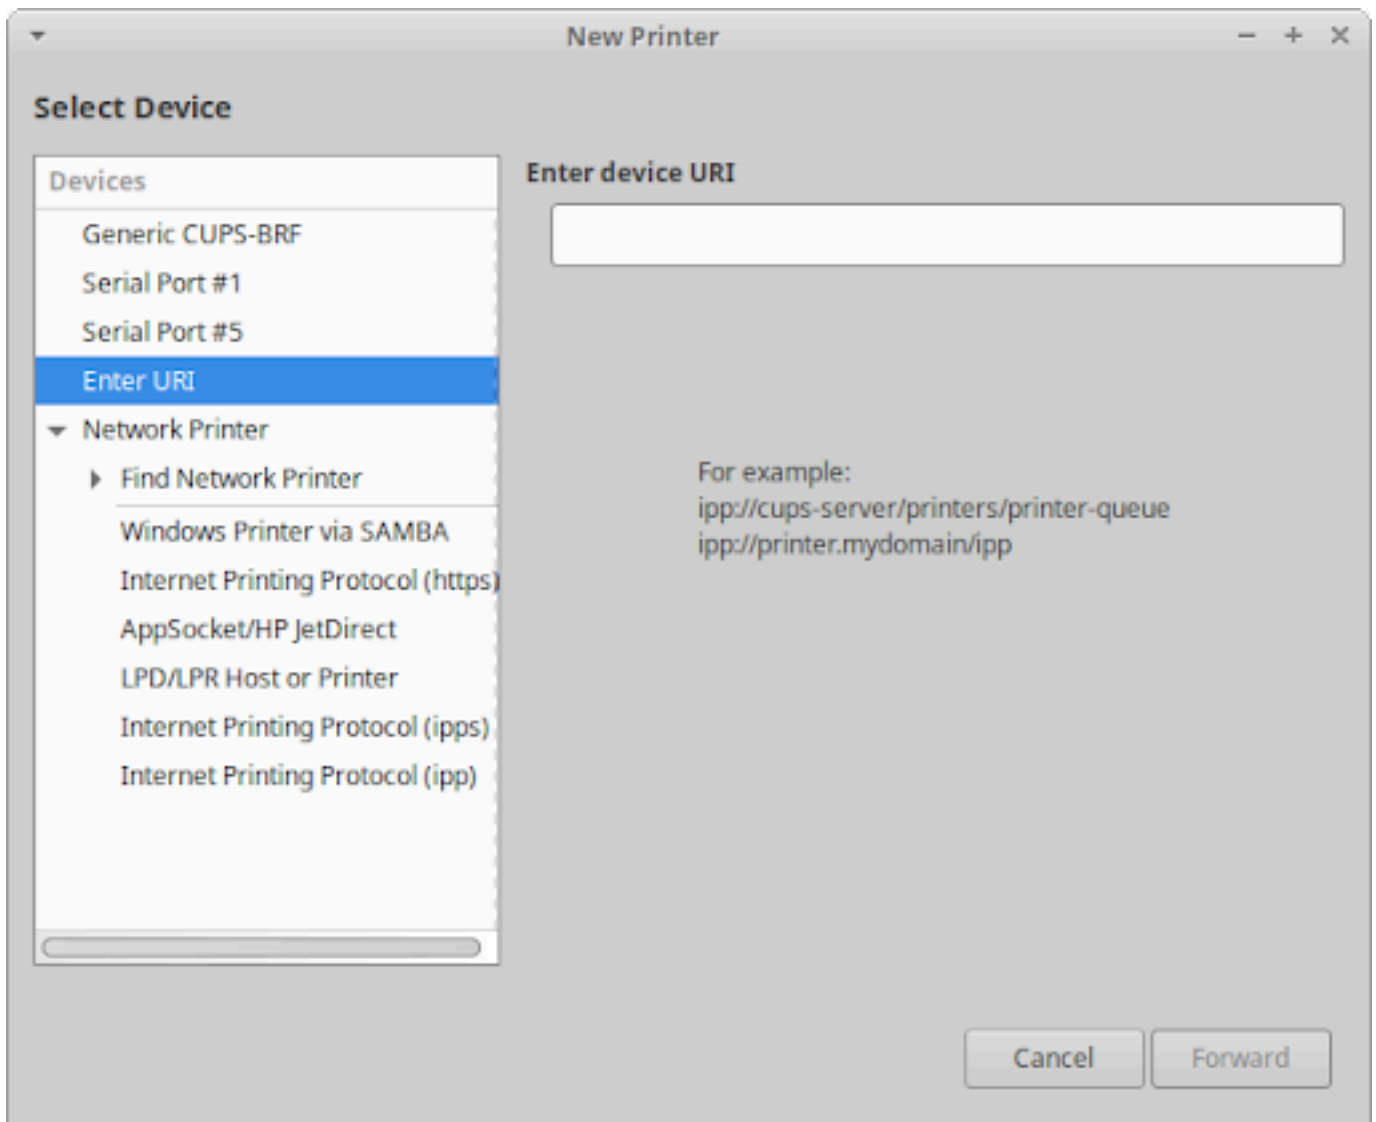 New Printer
Select Device
Devices
Generic CUPS-BRF
Serial Port #1
Serial Port #5
Enter URI
Network Printer
Find Network Printer
Windows Printer via SAMBA
Internet Printing Protocol (https)
AppSocket/HP JetDirect
LPD/LPR Host or Printer
Internet Printing Protocol (ipps)
Internet Printing Protocol (ipp)
Enter device URI
For example:
ipp://cups-server/printers/printer-queue
ipp://printer.mydomain/ipp
Cancel
Forward